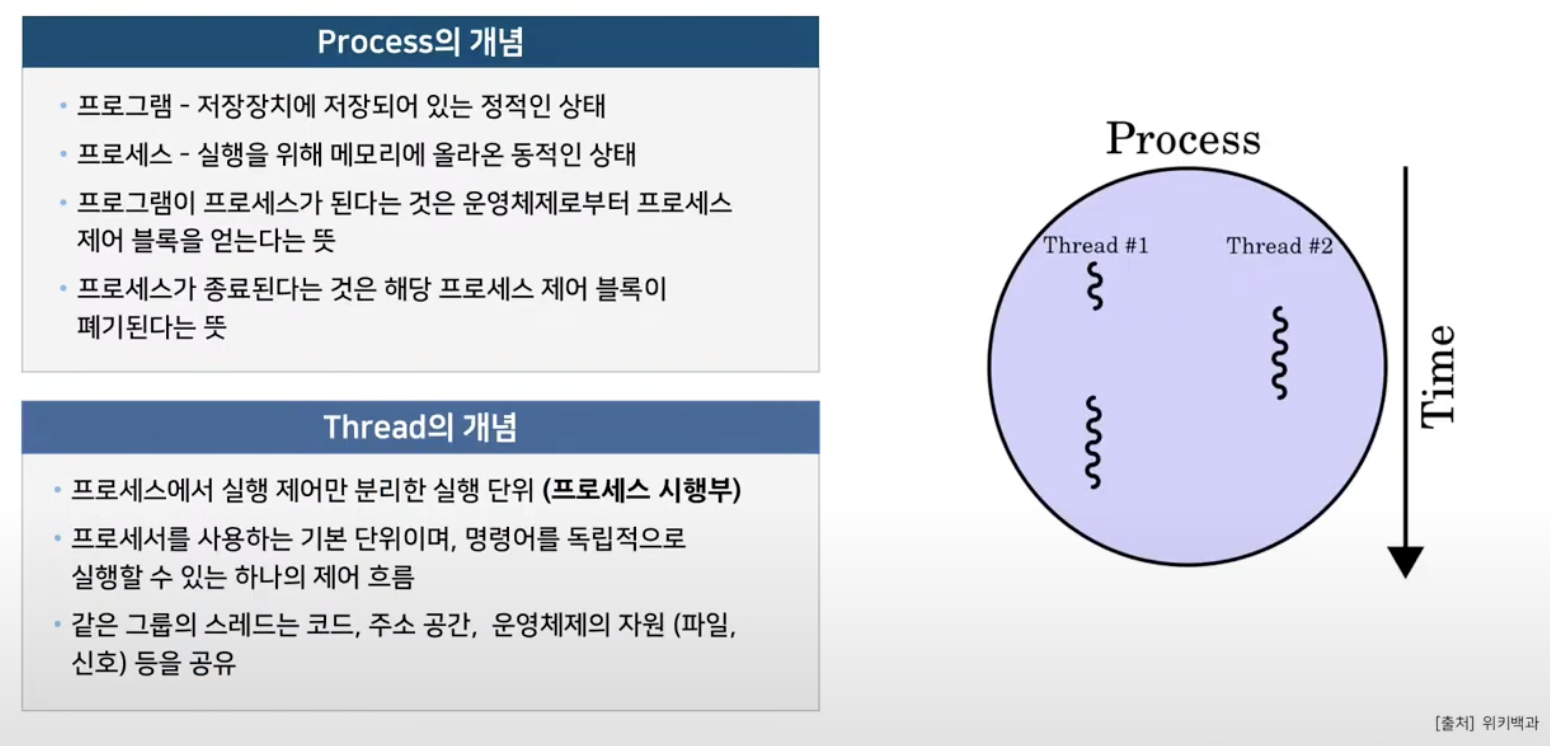 Process의 개념
• 프로그램 - 저장장치에 저장되어 있는 정적인 상태
• 프로세스 - 실행을 위해 메모리에 올라온 동적인 상태
• 프로그램이 프로세스가 된다는 것은 운영체제로부터 프로세스
제어 블록을 얻는다는 뜻
• 프로세스가 종료된다는 것은 해당 프로세스 제어 블록이
폐기된다는 뜻
Thread의 개념
• 프로세스에서 실행 제어만 분리한 실행 단위 (프로세스 시행부)
• 프로세서를 사용하는 기본 단위이며, 명령어를 독립적으로
실행할 수 있는 하나의 제어 흐름
• 같은 그룹의 스레드는 코드, 주소 공간, 운영체제의 자원 (파일,
신호) 등을 공유
Process
Thread #1
Thread #2
Time
[출처] 위키백과